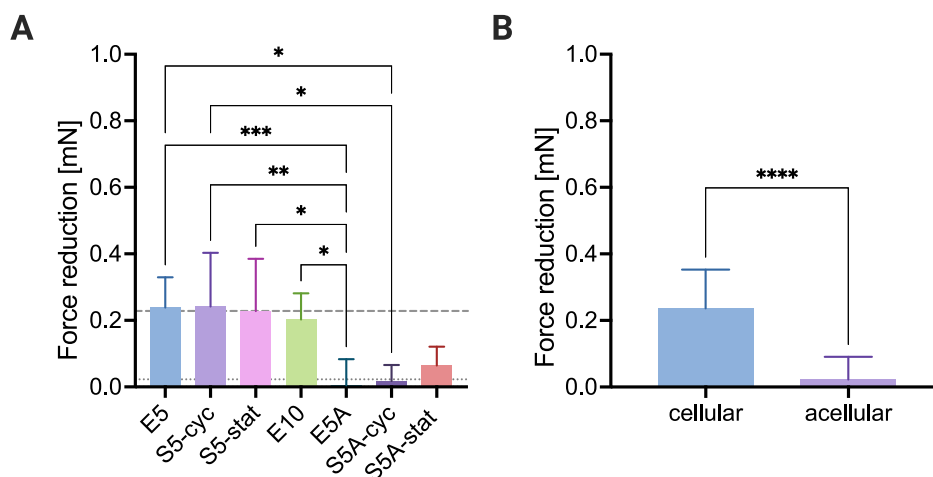 A
Force reduction [mN]
1.0
0.8
0.6
0.4
0.2
0.0
*
*
***
**
*
*
E5
S5-cyc
S5-stat
E10
E5A
S5A-cyc
S5A-stat
B
Force reduction [mN]
1.0
0.8
0.6
0.4
0.2
0.0
****
cellular
acellular